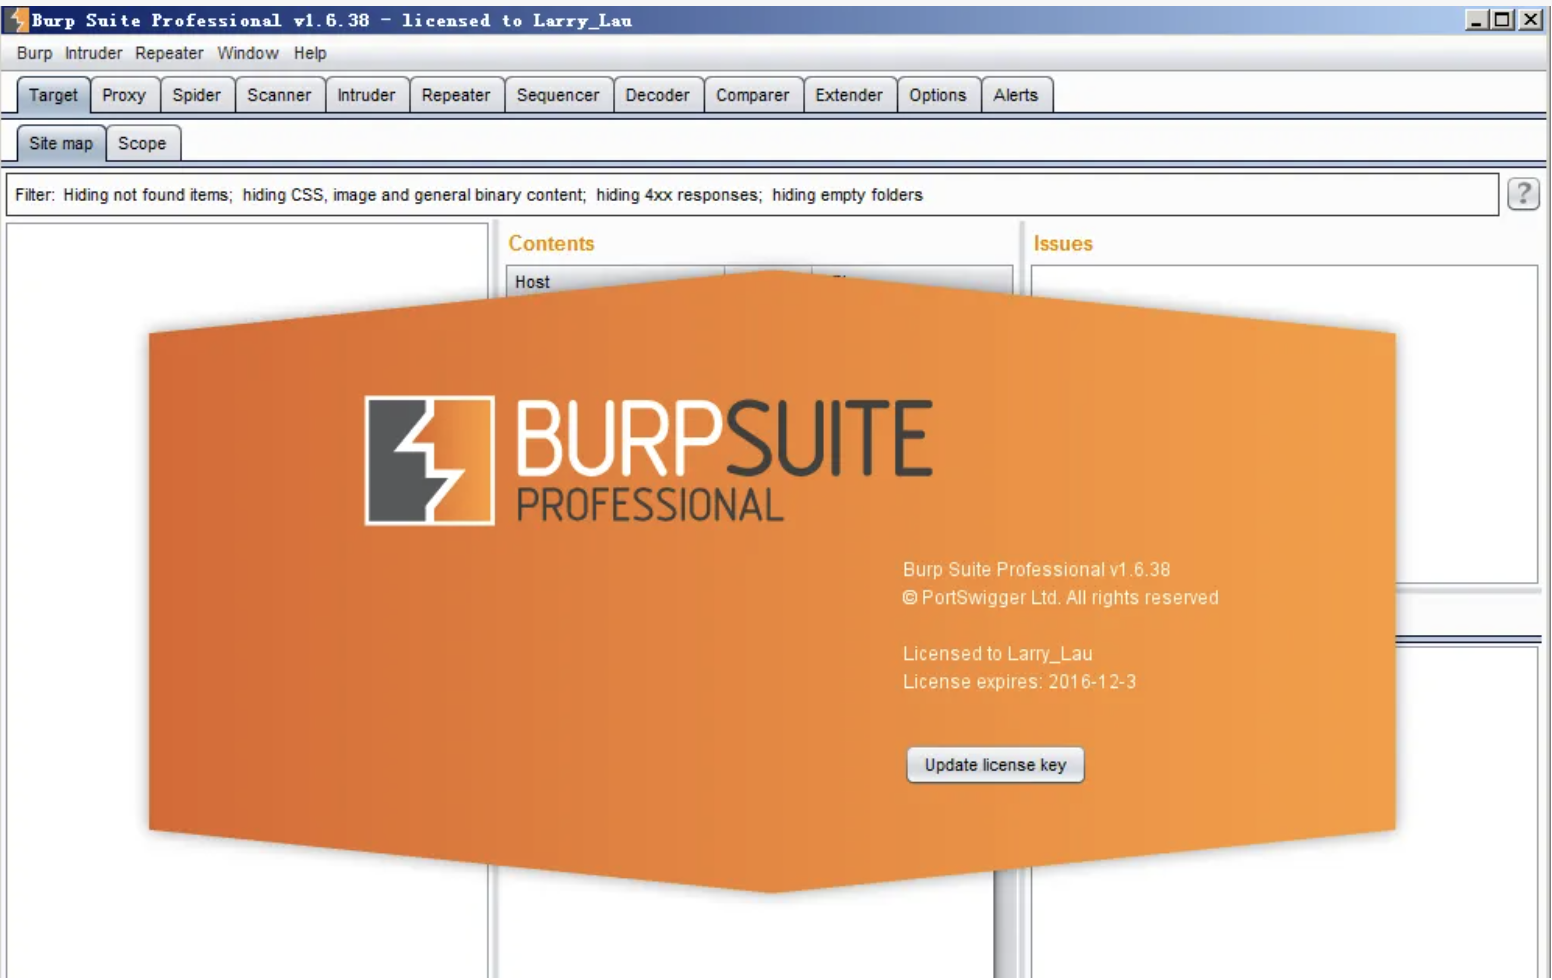 Burp Suite Professional v1.6.38 - licensed to Larry_Lau
Burp Intruder Repeater Window Help
Target Proxy Spider Scanner Intruder Repeater Sequencer Decoder Comparer Extender Options Alerts
Site map Scope
Filter: Hiding not found items; hiding CSS, image and general binary content; hiding 4xx responses; hiding empty folders
?
Contents
Issues
Host
BURPSUITE
PROFESSIONAL
Burp Suite Professional v1.6.38
© PortSwigger Ltd. All rights reserved
Licensed to Larry_Lau
License expires: 2016-12-3
Update license key